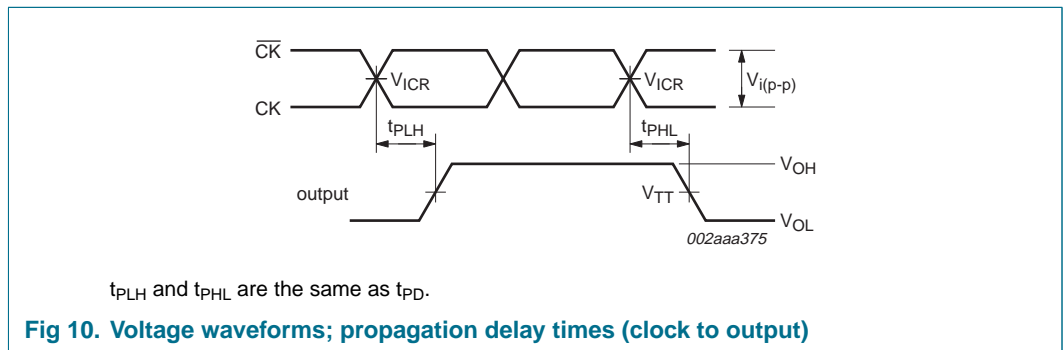 C̅K̅
V_ICR V_ICR V_i(p-p)
CK
t_PLH t_PHL
V_OH
output V_TT
V_OL
002aaa375
t_PLH and t_PHL are the same as t_PD.
Fig 10. Voltage waveforms; propagation delay times (clock to output)